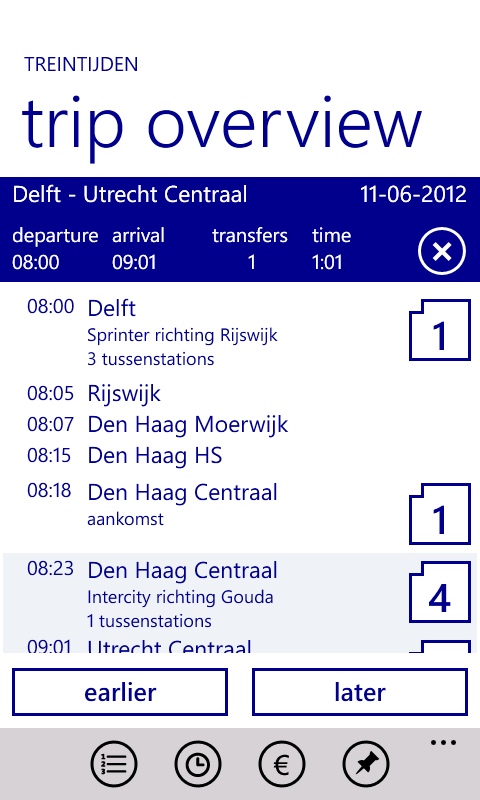 TREINTIJDEN
trip overview
Delft - Utrecht Centraal 11-06-2012
departure arrival transfers time
08:00 09:01 1 1:01
08:00 Delft 1
Sprinter richting Rijswijk
3 tussenstations
08:05 Rijswijk
08:07 Den Haag Moerwijk
08:15 Den Haag HS
08:18 Den Haag Centraal 1
aankomst
08:23 Den Haag Centraal 4
Intercity richting Gouda
1 tussenstations
09:01 Utrecht Centraal
earlier later
€